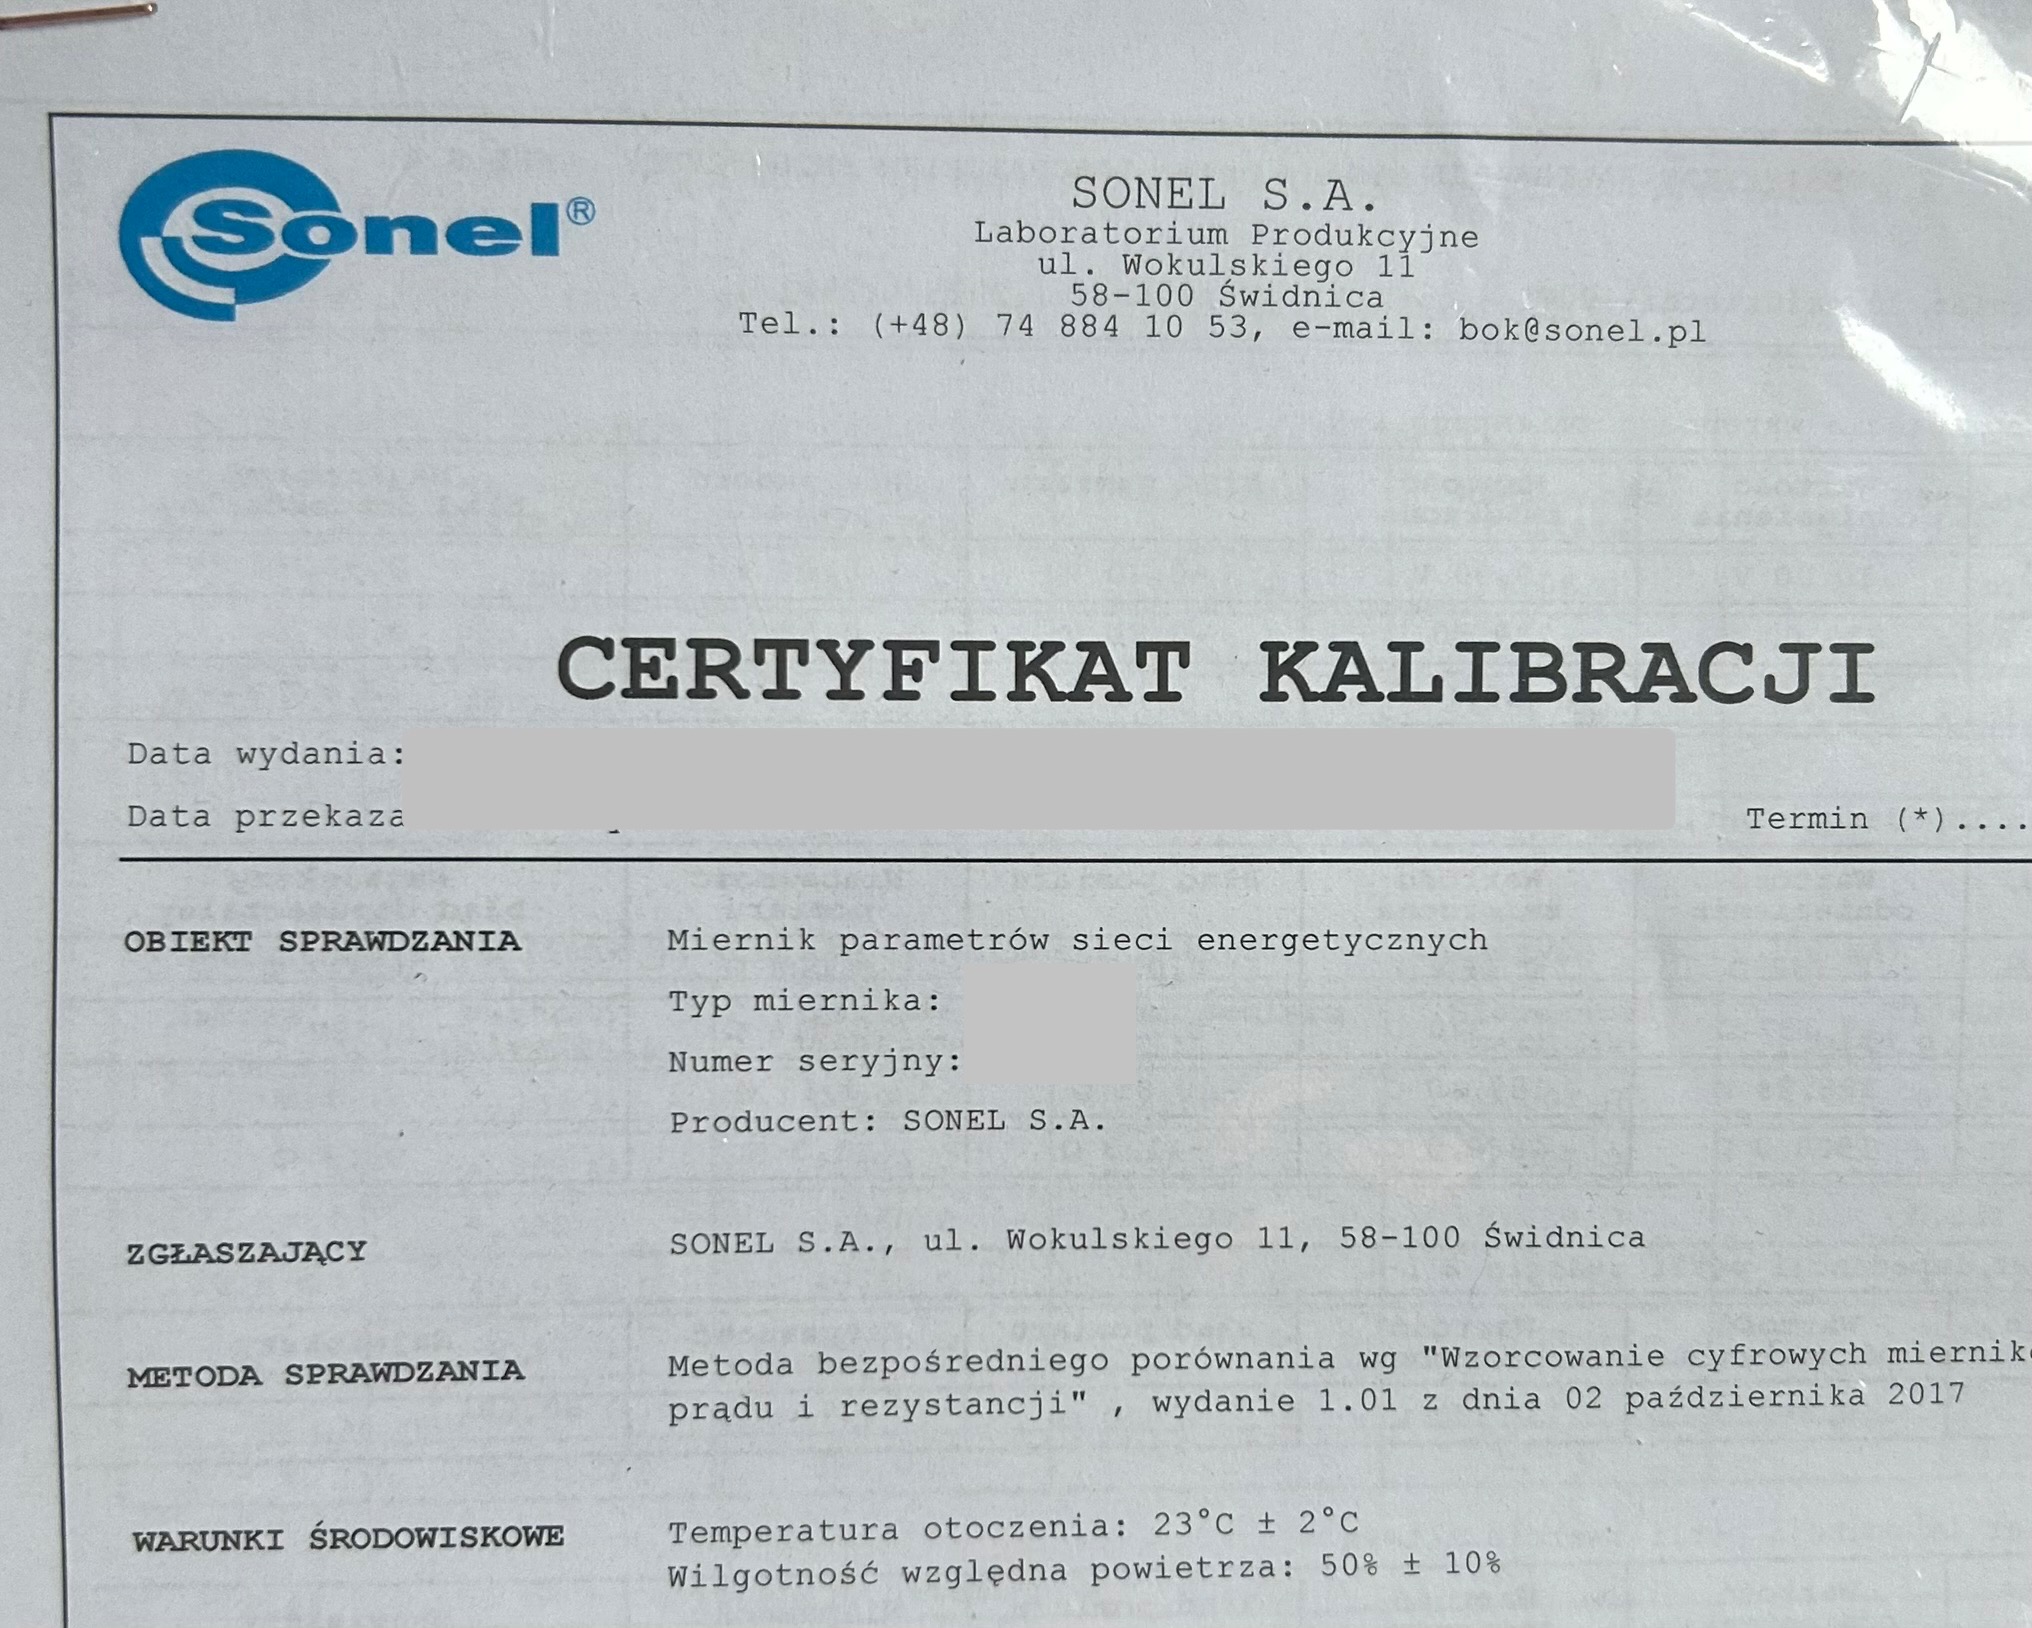 Sonel®
SONEL S.A.
Laboratorium Produkcyjne
ul. Wokulskiego 11
58-100 Świdnica
Tel.: (+48) 74 884 10 53, e-mail: bok@sonel.pl
CERTYFIKAT KALIBRACJI
Data wydania:
Data
Termin (*)....
OBIEKT SPRAWDZANIA
Miernik parametrów sieci energetycznych
Typ miernika:
Numer seryjny:
Producent: SONEL S.A.
ZGŁASZAJĄCY
SONEL S.A., ul. Wokulskiego 11, 58-100 Świdnica
METODA SPRAWDZANIA
Metoda bezpośredniego porównania wg "Wzorcowanie cyfrowych
prądu i rezystancji" , wydanie 1.01 z dnia 02 października 2017
WARUNKI ŚRODOWISKOWE
Temperatura otoczenia: 23°C ± 2°C
Wilgotność względna powietrza: 50% ± 10%